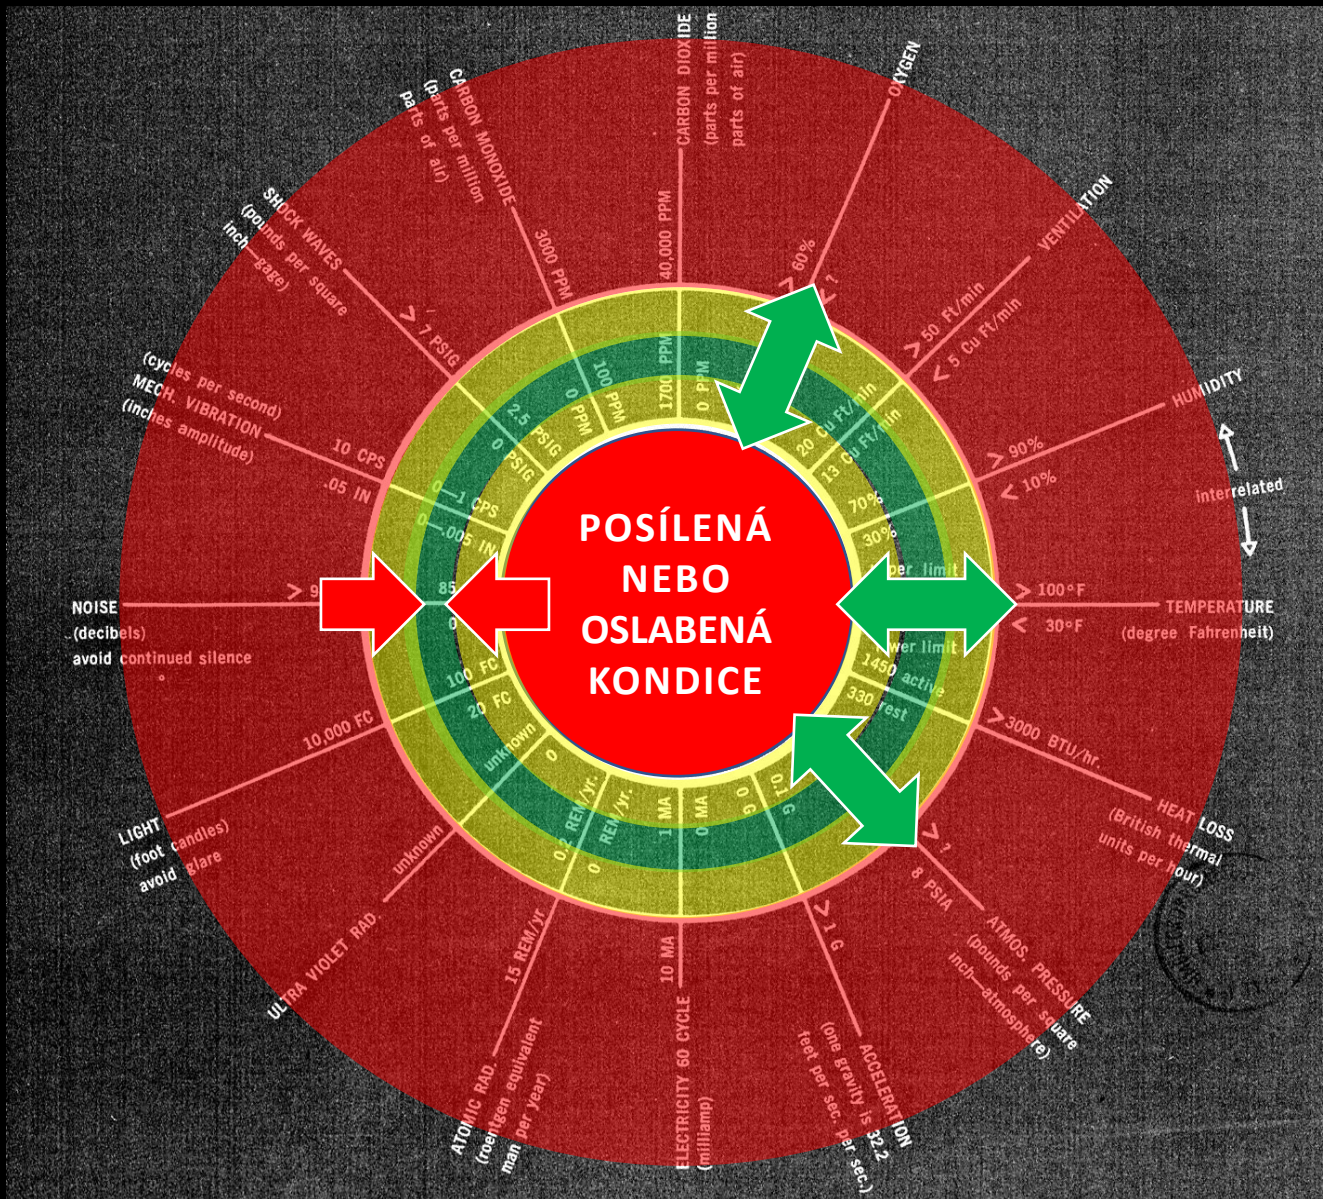 POSÍLENÁ
NEBO
OSLABENÁ
KONDICE
CARBON DIOXIDE
(parts per million
parts of air)
40,000 PPM
1700 PPM
0 PPM
OXYGEN
> 60%
< ?
VENTILATION
> 50 Ft/min
< 5 Cu Ft/min
20 Cu Ft/min
13 Cu Ft/min
HUMIDITY
> 90%
< 10%
70%
30%
interrelated
TEMPERATURE
(degree Fahrenheit)
> 100°F
< 30°F
limit
limit
HEAT LOSS
(British thermal
units per hour)
> 3000 BTU/hr.
1450 active
330 rest
ATMOS. PRESSURE
(pounds per square
inch—atmosphere)
> ?
8 PSIA
ACCELERATION
(one gravity is 32.2
feet per sec. per sec.)
> 1 G
0.1 G
0 G
ELECTRICITY 60 CYCLE
(milliamp)
10 MA
1 MA
0 MA
ATOMIC RAD.
(roentgen equivalent
man per year)
15 REM/yr
0.2 REM/yr.
0 REM/yr.
ULTRA VIOLET RAD.
unknown
unknown
0
LIGHT
(foot candles)
avoid glare
10,000 FC
100 FC
20 FC
NOISE
(decibels)
avoid continued silence
> 9
85
0
(cycles per second)
MECH. VIBRATION
(inches amplitude)
10 CPS
.05 IN
0—1 CPS
0—.005 IN
SHOCK WAVES
(pounds per square
inch—gage)
> 7 PSIG
2.5 PSIG
0 PSIG
CARBON MONOXIDE
(parts per million
parts of air)
3000 PPM
100 PPM
0 PPM